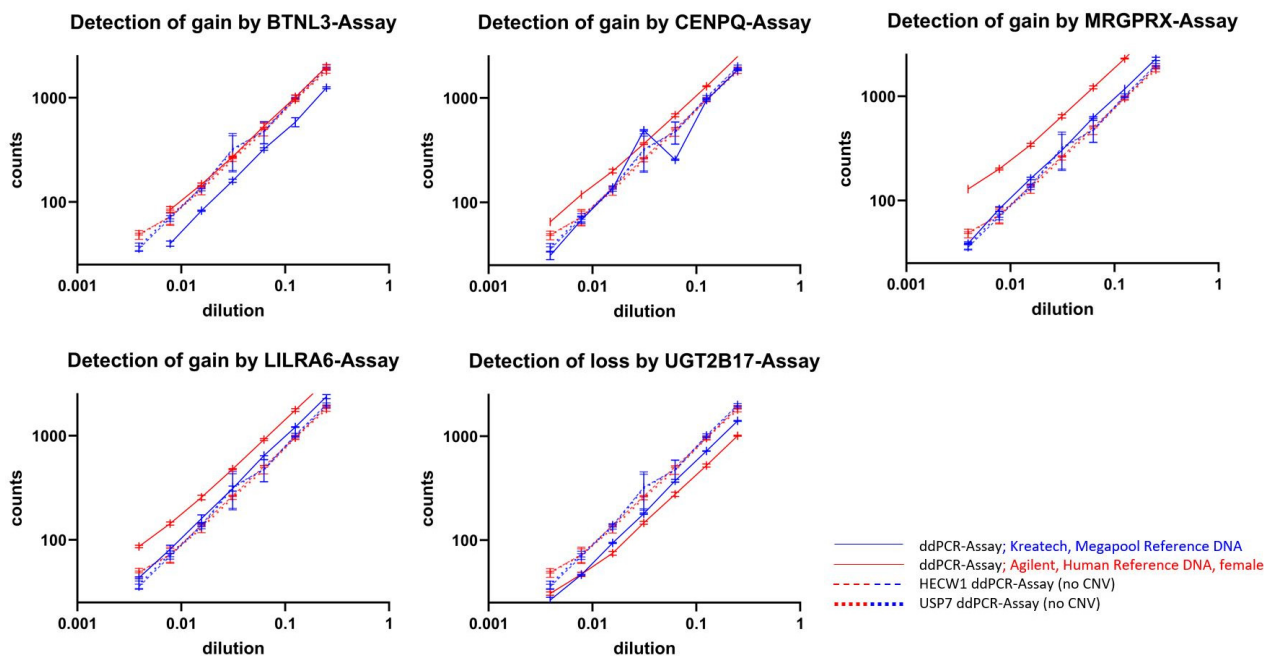 Detection of gain by BTNL3-Assay
counts
1000
100
0.001 0.01 0.1 1
dilution
Detection of gain by CENPQ-Assay
counts
1000
100
0.001 0.01 0.1 1
dilution
Detection of gain by MRGPRX-Assay
counts
1000
100
0.001 0.01 0.1 1
dilution
Detection of gain by LILRA6-Assay
counts
1000
100
0.001 0.01 0.1 1
dilution
Detection of loss by UGT2B17-Assay
counts
1000
100
0.001 0.01 0.1 1
dilution
ddPCR-Assay; Kreatech, Megapool Reference DNA
ddPCR-Assay; Agilent, Human Reference DNA, female
HECW1 ddPCR-Assay (no CNV)
USP7 ddPCR-Assay (no CNV)